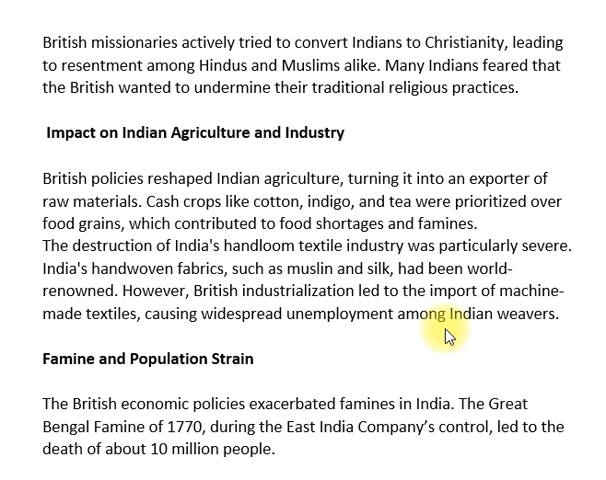 British missionaries actively tried to convert Indians to Christianity, leading
to resentment among Hindus and Muslims alike. Many Indians feared that
the British wanted to undermine their traditional religious practices.
Impact on Indian Agriculture and Industry
British policies reshaped Indian agriculture, turning it into an exporter of
raw materials. Cash crops like cotton, indigo, and tea were prioritized over
food grains, which contributed to food shortages and famines.
The destruction of India's handloom textile industry was particularly severe.
India's handwoven fabrics, such as muslin and silk, had been world-
renowned. However, British industrialization led to the import of machine-
made textiles, causing widespread unemployment among Indian weavers.
Famine and Population Strain
The British economic policies exacerbated famines in India. The Great
Bengal Famine of 1770, during the East India Company’s control, led to the
death of about 10 million people.